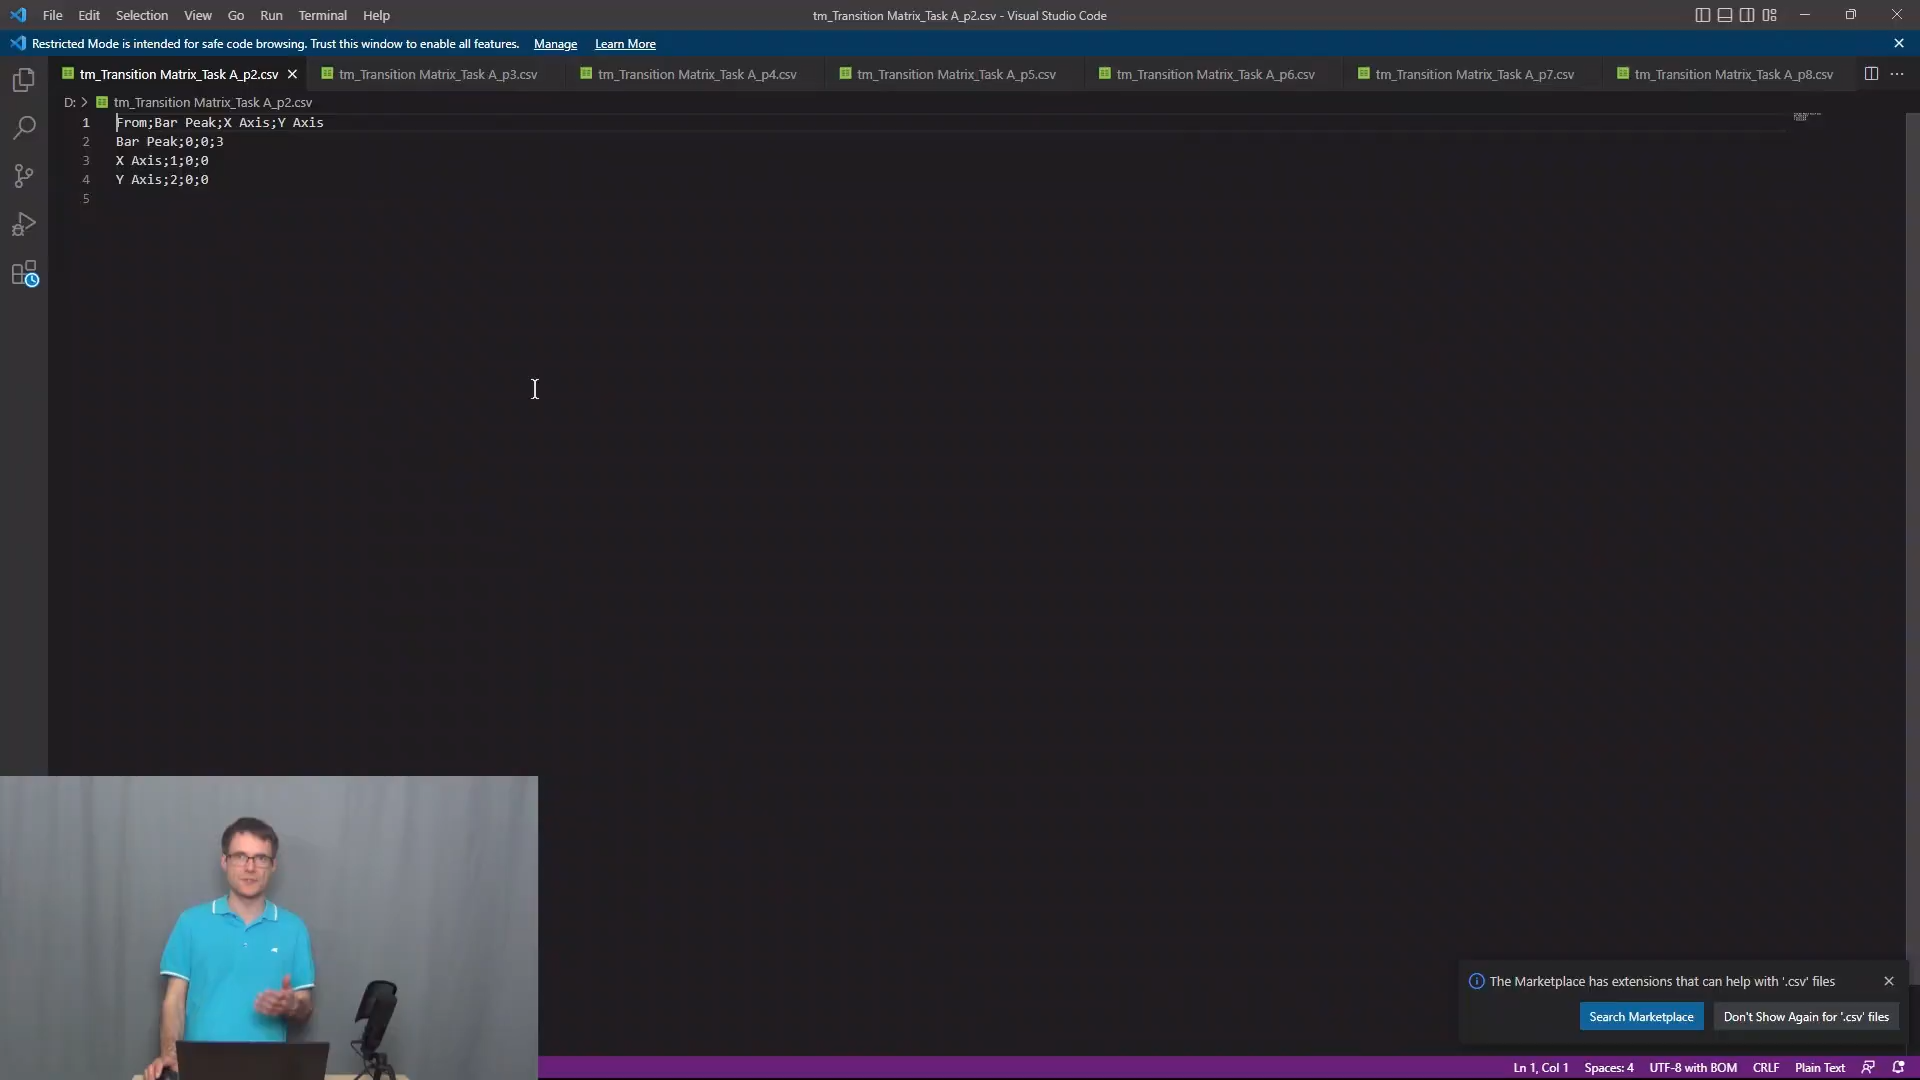 File Edit Selection View Go Run Terminal Help
tm_Transition Matrix_Task A_p2.csv - Visual Studio Code
Restricted Mode is intended for safe code browsing. Trust this window to enable all features. Manage Learn More
tm_Transition Matrix_Task A_p2.csv tm_Transition Matrix_Task A_p3.csv tm_Transition Matrix_Task A_p4.csv tm_Transition Matrix_Task A_p5.csv tm_Transition Matrix_Task A_p6.csv tm_Transition Matrix_Task A_p7.csv tm_Transition Matrix_Task A_p8.csv
D: > tm_Transition Matrix_Task A_p2.csv
1 From;Bar Peak;X Axis;Y Axis
2 Bar Peak;0;0;3
3 X Axis;1;0;0
4 Y Axis;2;0;0
5
The Marketplace has extensions that can help with '.csv' files
Search Marketplace Don't Show Again for '.csv' files
Ln 1, Col 1 Spaces: 4 UTF-8 with BOM CRLF Plain Text